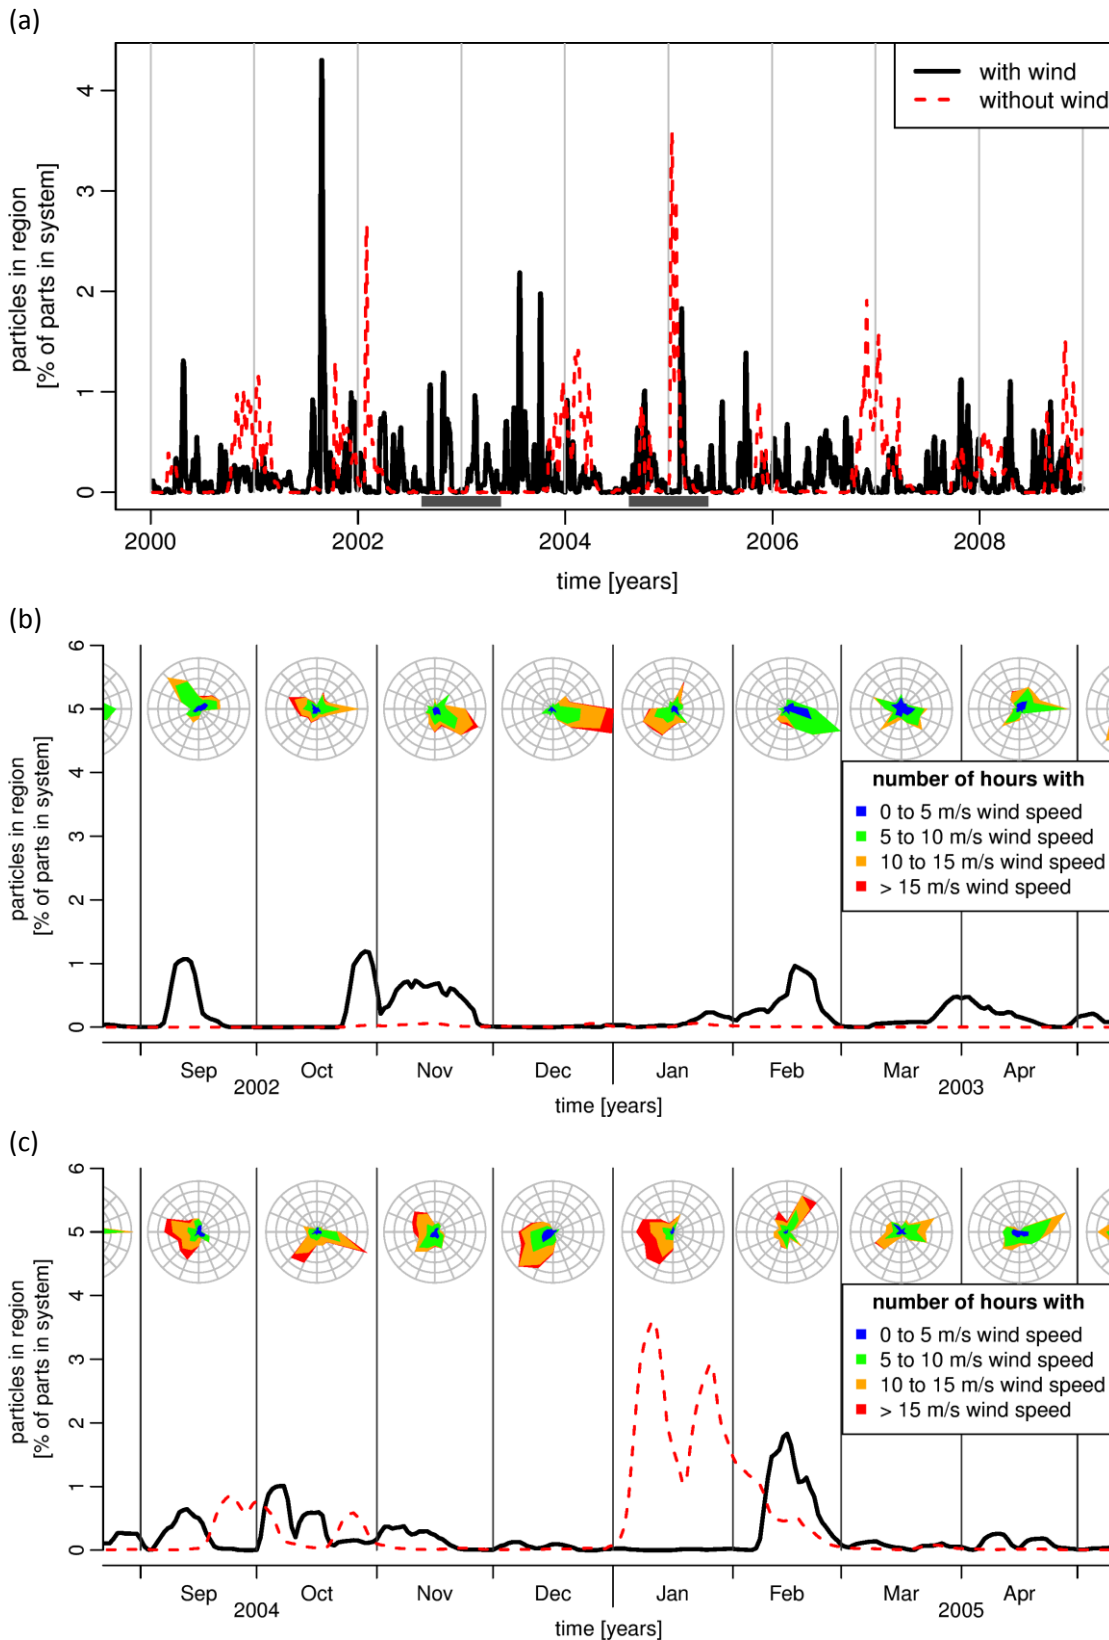 (a)
particles in region
[% of parts in system]
4
3
2
1
0
with wind
without wind
2000 2002 2004 2006 2008
time [years]
(b)
particles in region
[% of parts in system]
6
5
4
3
2
1
0
number of hours with
0 to 5 m/s wind speed
5 to 10 m/s wind speed
10 to 15 m/s wind speed
> 15 m/s wind speed
Sep Oct Nov Dec Jan Feb Mar Apr
2002 2003
time [years]
(c)
particles in region
[% of parts in system]
6
5
4
3
2
1
0
number of hours with
0 to 5 m/s wind speed
5 to 10 m/s wind speed
10 to 15 m/s wind speed
> 15 m/s wind speed
Sep Oct Nov Dec Jan Feb Mar Apr
2004 2005
time [years]